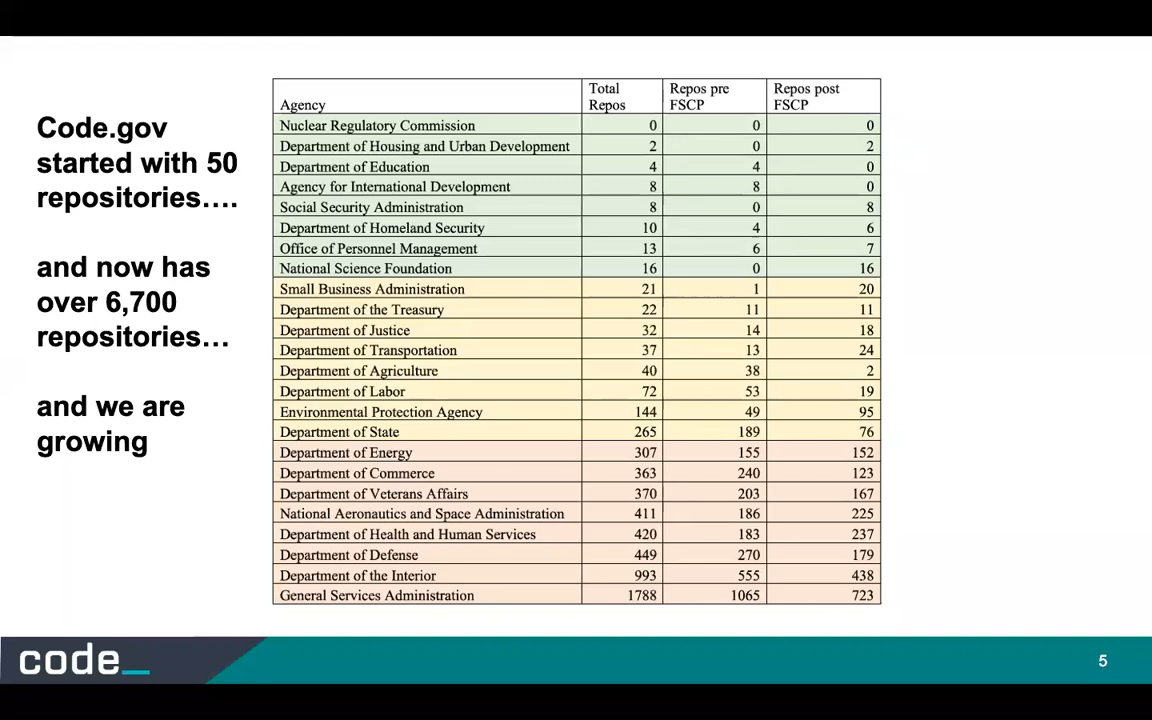 Code.gov
started with 50
repositories….
and now has
over 6,700
repositories…
and we are
growing
Agency Total Repos Repos pre FSCP Repos post FSCP
Nuclear Regulatory Commission 0 0 0
Department of Housing and Urban Development 2 0 2
Department of Education 4 4 0
Agency for International Development 8 8 0
Social Security Administration 8 0 8
Department of Homeland Security 10 4 6
Office of Personnel Management 13 6 7
National Science Foundation 16 0 16
Small Business Administration 21 1 20
Department of the Treasury 22 11 11
Department of Justice 32 14 18
Department of Transportation 37 13 24
Department of Agriculture 40 38 2
Department of Labor 72 53 19
Environmental Protection Agency 144 49 95
Department of State 265 189 76
Department of Energy 307 155 152
Department of Commerce 363 240 123
Department of Veterans Affairs 370 203 167
National Aeronautics and Space Administration 411 186 225
Department of Health and Human Services 420 183 237
Department of Defense 449 270 179
Department of the Interior 993 555 438
General Services Administration 1788 1065 723
code_
5